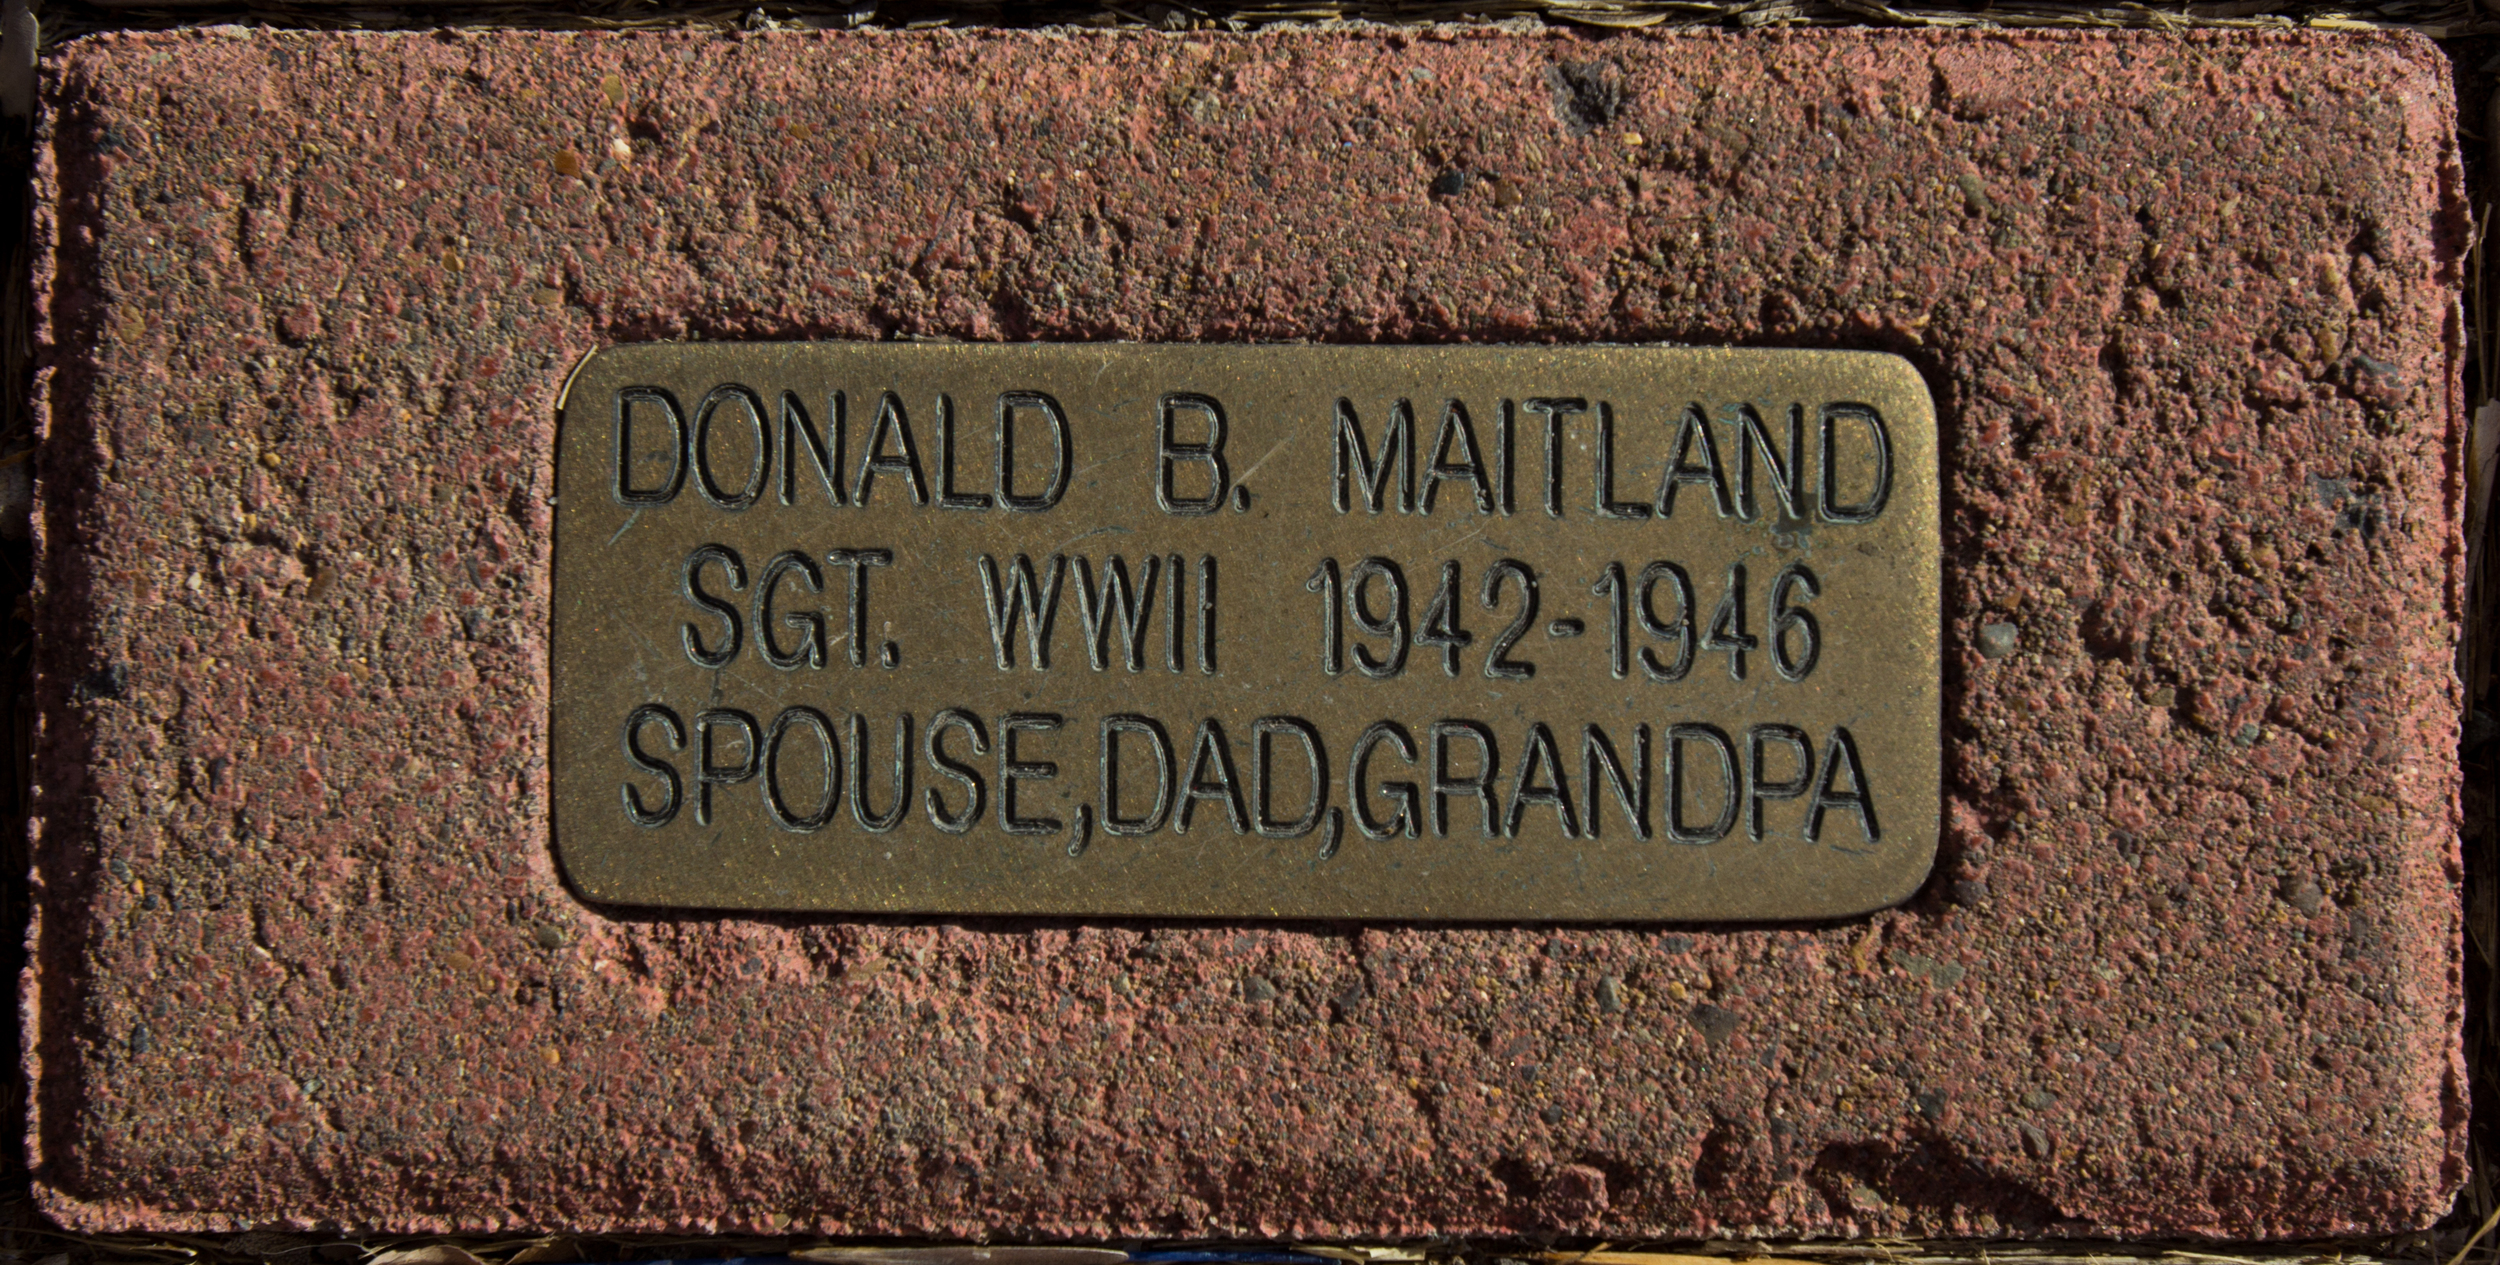 DONALD B. MAITLAND
SGT. WWII 1942-1946
SPOUSE,DAD,GRANDPA